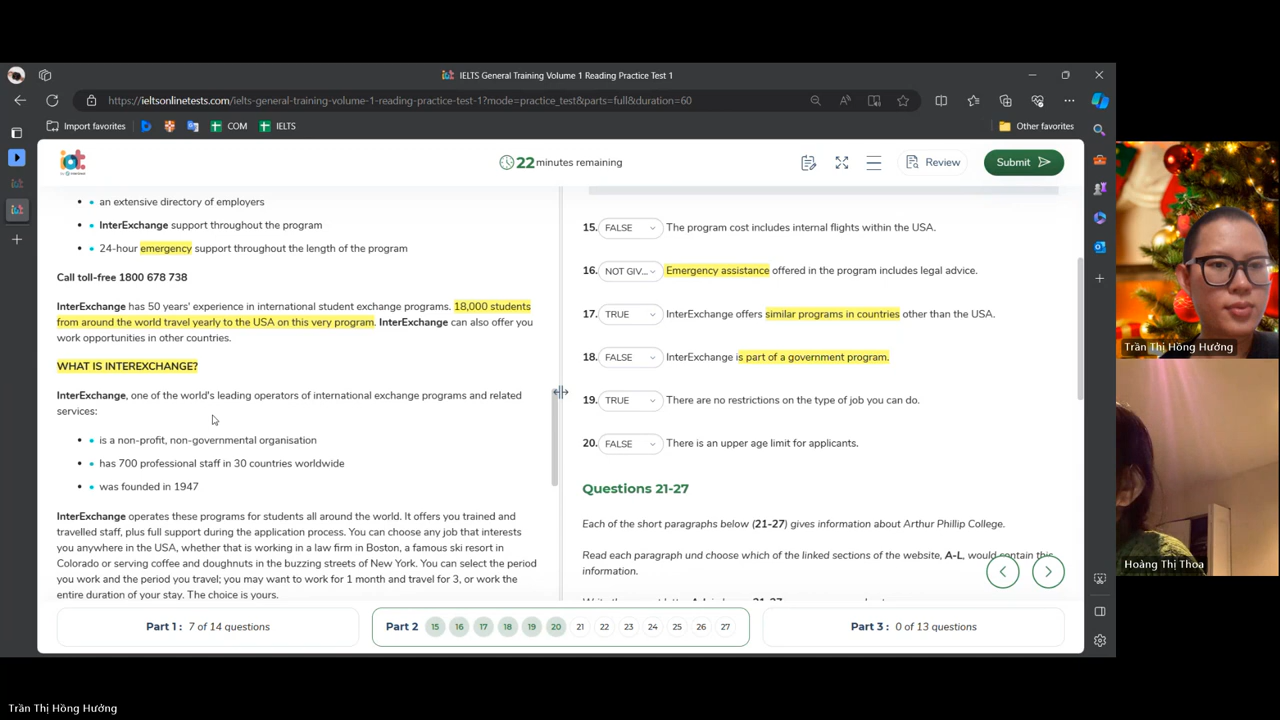 IELTS General Training Volume 1 Reading Practice Test 1
https://ieltsonlinetests.com/ielts-general-training-volume-1-reading-practice-test-1?mode=practice_test&parts=full&duration=60
Import favorites
COM
IELTS
Other favorites
iot
22 minutes remaining
Review
Submit
an extensive directory of employers
InterExchange support throughout the program
24-hour emergency support throughout the length of the program
Call toll-free 1800 678 738
InterExchange has 50 years' experience in international student exchange programs. 18,000 students
from around the world travel yearly to the USA on this very program. InterExchange can also offer you
work opportunities in other countries.
WHAT IS INTEREXCHANGE?
InterExchange, one of the world's leading operators of international exchange programs and related
services:
is a non-profit, non-governmental organisation
has 700 professional staff in 30 countries worldwide
was founded in 1947
InterExchange operates these programs for students all around the world. It offers you trained and
travelled staff, plus full support during the application process. You can choose any job that interests
you anywhere in the USA, whether that is working in a law firm in Boston, a famous ski resort in
Colorado or serving coffee and doughnuts in the buzzing streets of New York. You can select the period
you work and the period you travel; you may want to work for 1 month and travel for 3, or work the
entire duration of your stay. The choice is yours.
15. FALSE The program cost includes internal flights within the USA.
16. NOT GIV... Emergency assistance offered in the program includes legal advice.
17. TRUE InterExchange offers similar programs in countries other than the USA.
18. FALSE InterExchange is part of a government program.
19. TRUE There are no restrictions on the type of job you can do.
20. FALSE There is an upper age limit for applicants.
Questions 21-27
Each of the short paragraphs below (21-27) gives information about Arthur Phillip College.
Read each paragraph und choose which of the linked sections of the website, A-L, would contain this
information.
Part 1 : 7 of 14 questions
Part 2 15 16 17 18 19 20 21 22 23 24 25 26 27
Part 3 : 0 of 13 questions
Trần Thị Hồng Hưởng
Hoàng Thị Thoa
Trần Thị Hồng Hưởng